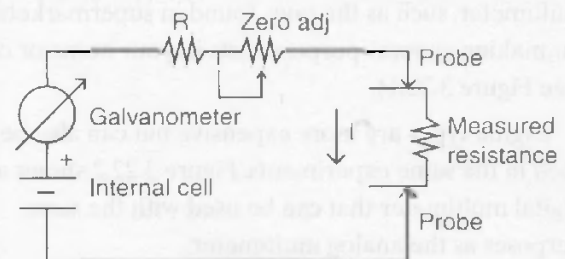 R
Zero adj
Probe
Galvanometer
I
Measured
resistance
+
Internal cell
Probe